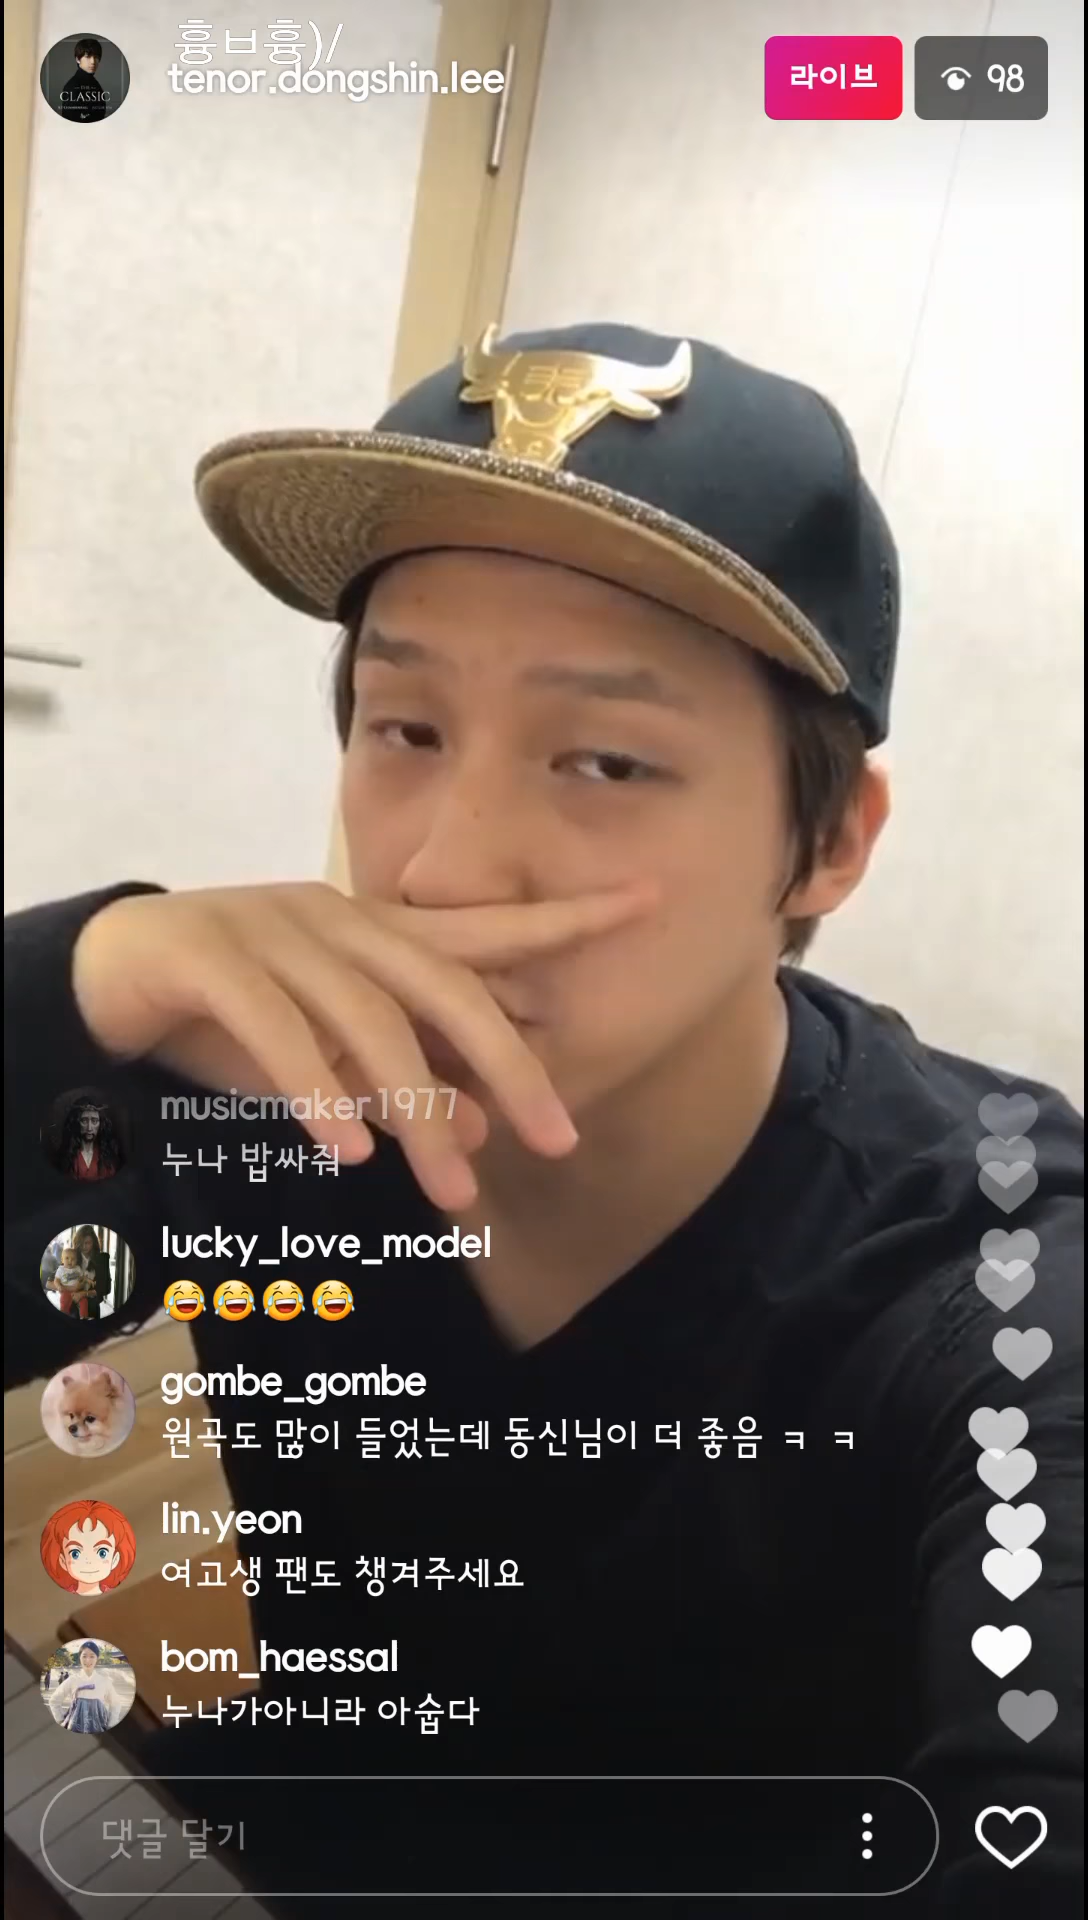 흉ㅂ흉)/
tenor.dongshin.lee
라이브
98
CLASSIC
musicmaker1977
누나 밥싸줘
lucky_love_model
😂😂😂😂
gombe_gombe
원곡도 많이 들었는데 동신님이 더 좋음 ㅋ ㅋ
lin.yeon
여고생 팬도 챙겨주세요
bom_haessal
누나가아니라 아숩다
댓글 달기